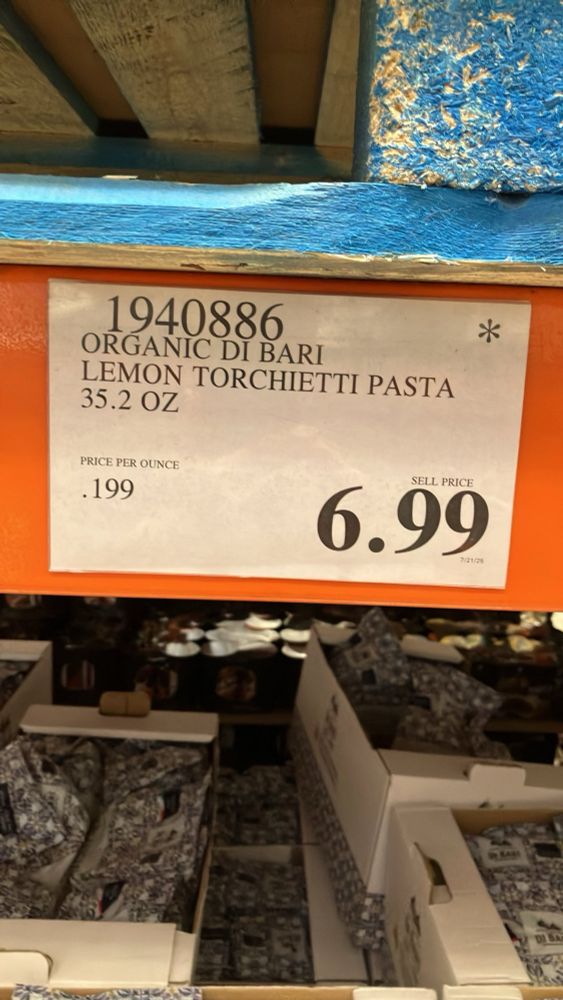 1940886
*
ORGANIC DI BARI
LEMON TORCHIETTI PASTA
35.2 OZ
PRICE PER OUNCE
.199
SELL PRICE
6.99
7/21/26
DI BARI